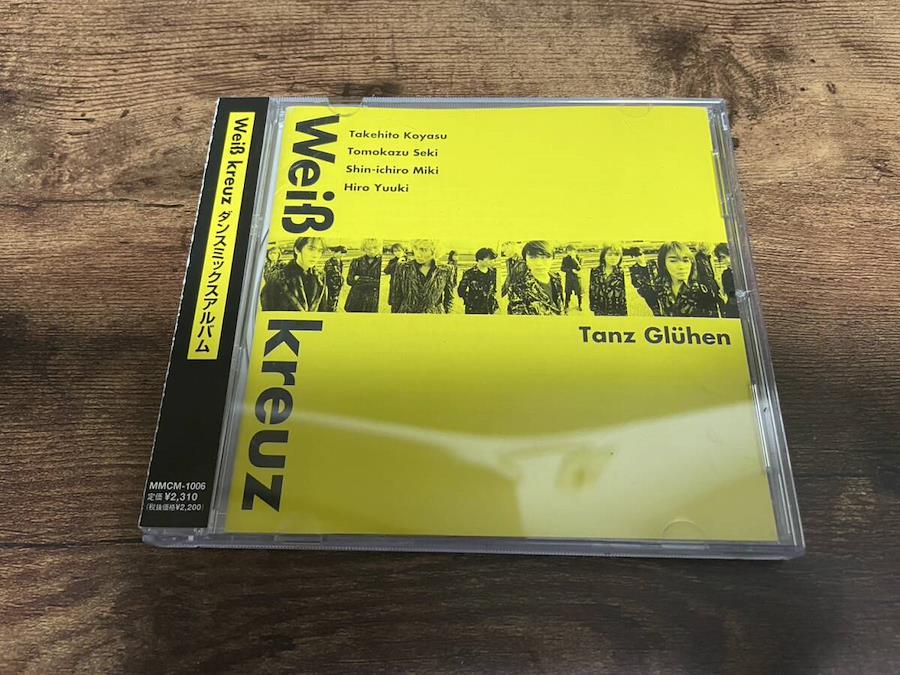 Weiß kreuz ダンスミックスアルバム
MMCM-1006
定価¥2,310
(税抜価格¥2,200)
Weiß
kreuz
Takehito Koyasu
Tomokazu Seki
Shin-ichiro Miki
Hiro Yuuki
Tanz Glühen